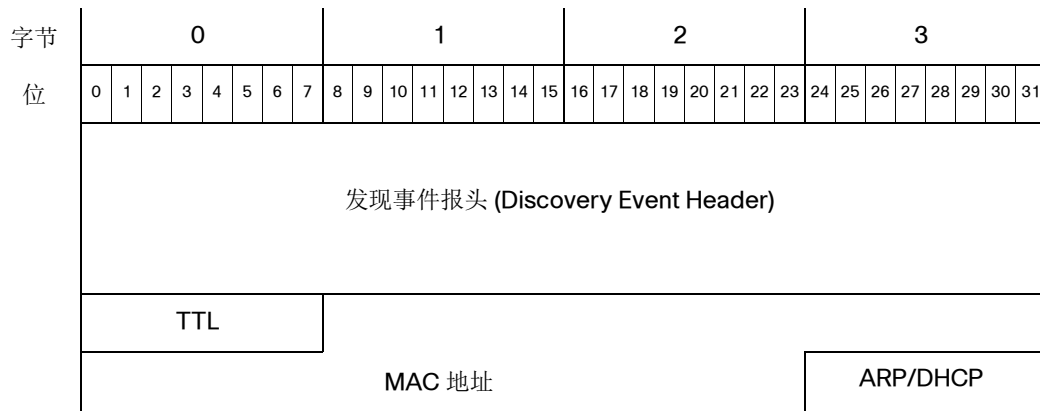 字节 0 1 2 3
位 0 1 2 3 4 5 6 7 8 9 10 11 12 13 14 15 16 17 18 19 20 21 22 23 24 25 26 27 28 29 30 31
发现事件报头 (Discovery Event Header)
TTL
MAC 地址 ARP/DHCP